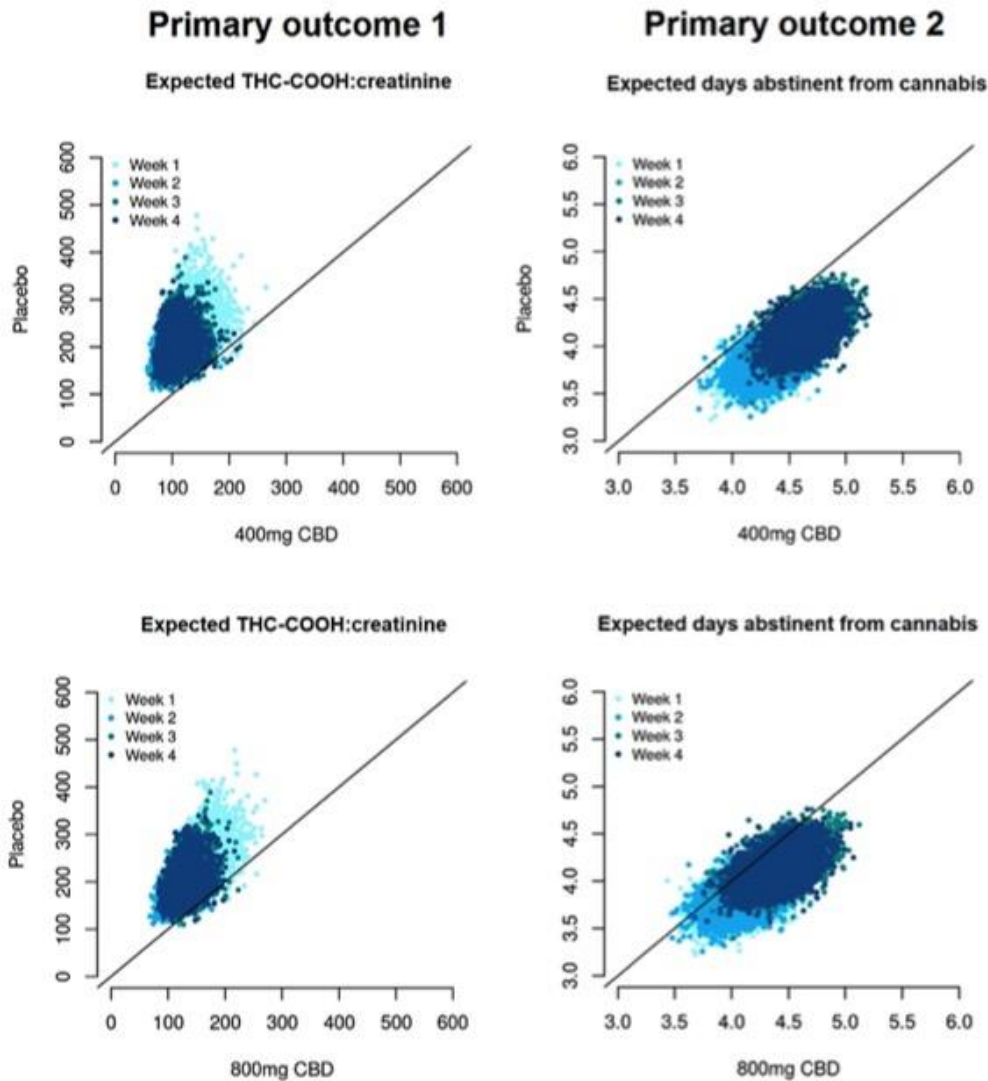 Primary outcome 1
Primary outcome 2
Expected THC-COOH:creatinine
Expected days abstinent from cannabis
Placebo
600
500
400
300
200
100
0
Week 1
Week 2
Week 3
Week 4
0 100 200 300 400 500 600
400mg CBD
Placebo
6.0
5.5
5.0
4.5
4.0
3.5
3.0
Week 1
Week 2
Week 3
Week 4
3.0 3.5 4.0 4.5 5.0 5.5 6.0
400mg CBD
Expected THC-COOH:creatinine
Expected days abstinent from cannabis
Placebo
600
500
400
300
200
100
0
Week 1
Week 2
Week 3
Week 4
0 100 200 300 400 500 600
800mg CBD
6.0
5.5
5.0
4.5
4.0
3.5
3.0
Week 1
Week 2
Week 3
Week 4
3.0 3.5 4.0 4.5 5.0 5.5 6.0
800mg CBD